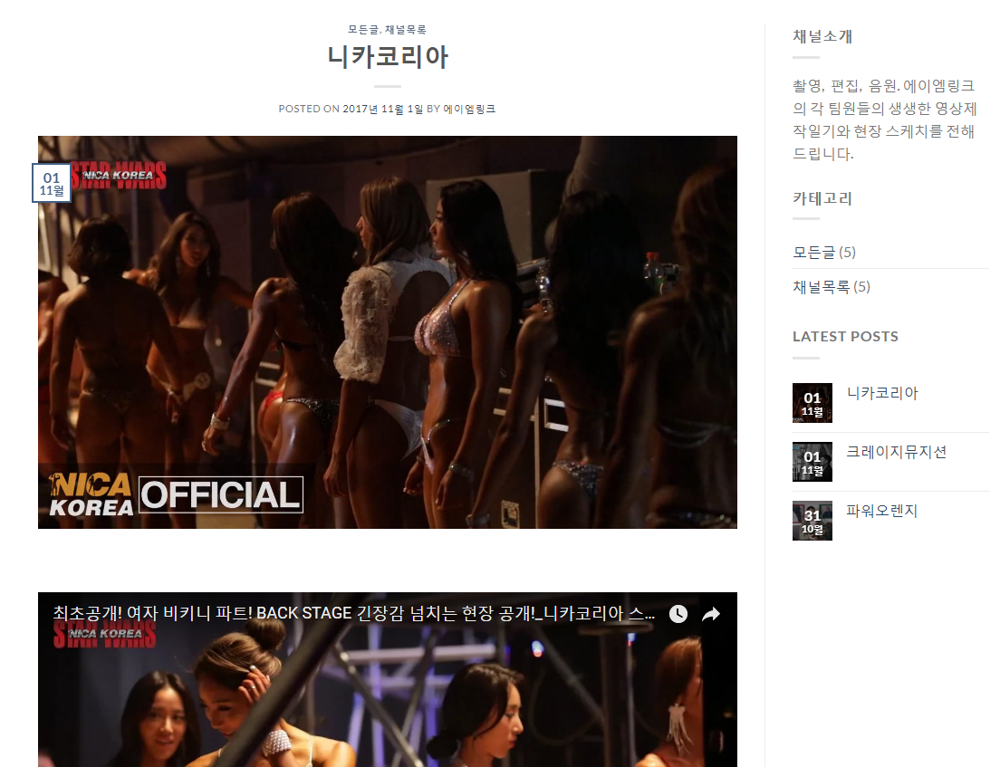 모든글, 채널목록
니카코리아
POSTED ON 2017년 11월 1일 BY 에이엠링크
01
11월
STAR WARS
NICA KOREA
NICA
KOREA OFFICIAL
최초공개! 여자 비키니 파트! BACK STAGE 긴장감 넘치는 현장 공개!_니카코리아 스...
STAR WARS
NICA KOREA
채널소개
촬영, 편집, 음원. 에이엠링크
의 각 팀원들의 생생한 영상제
작일기와 현장 스케치를 전해
드립니다.
카테고리
모든글 (5)
채널목록 (5)
LATEST POSTS
01
11월
니카코리아
01
11월
크레이지뮤지션
31
10월
파워오렌지